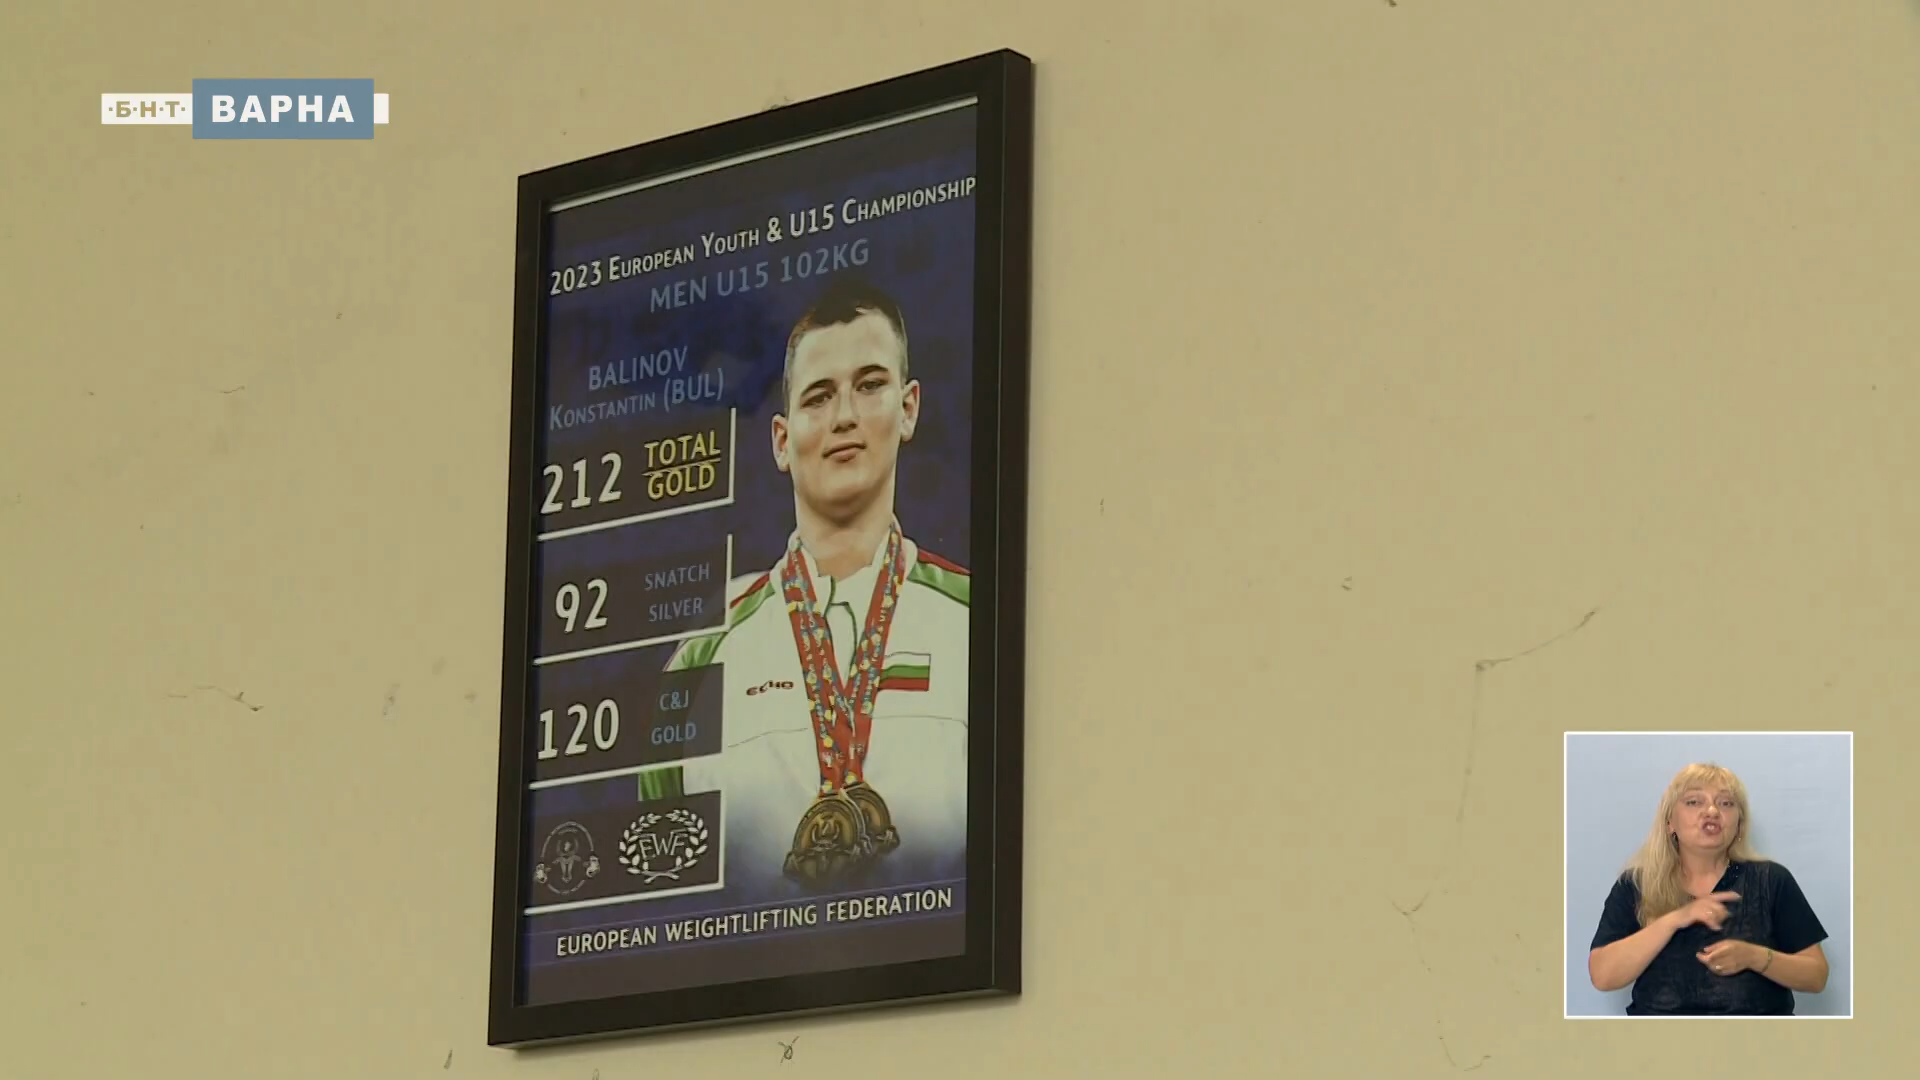 ·Б·Н·Т· ВАРНА
2023 EUROPEAN YOUTH & U15 CHAMPIONSHIP
MEN U15 102KG
BALINOV
KONSTANTIN (BUL)
212 TOTAL GOLD
92 SNATCH SILVER
120 C&J GOLD
ECHO
EWF
EUROPEAN WEIGHTLIFTING FEDERATION